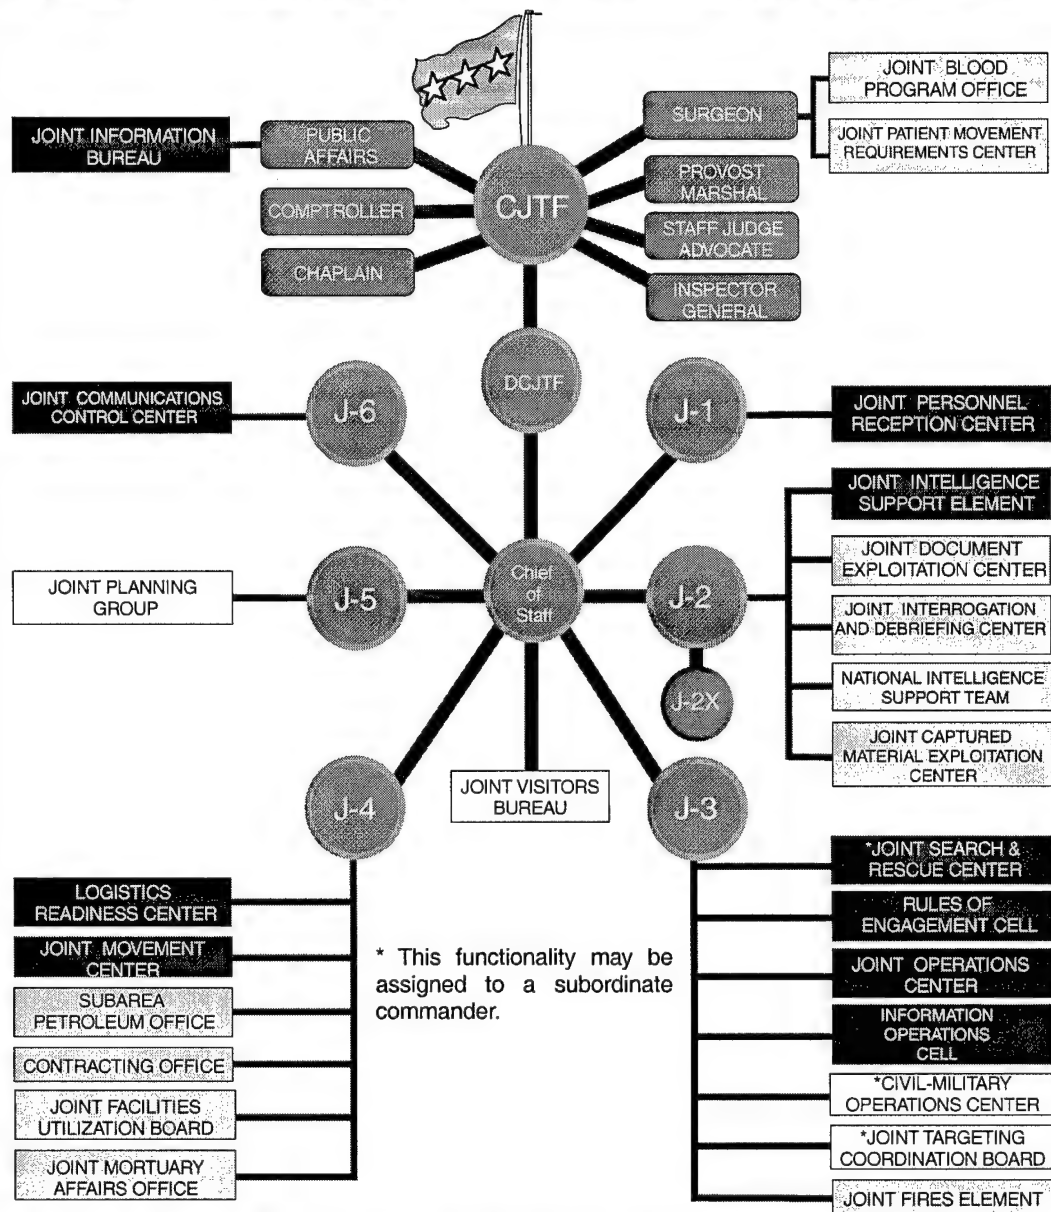 JOINT BLOOD
PROGRAM OFFICE
SURGEON
JOINT INFORMATION
BUREAU
PUBLIC
AFFAIRS
JOINT PATIENT MOVEMENT
REQUIREMENTS CENTER
PROVOST
MARSHAL
COMPTROLLER
CJTF
STAFF JUDGE
ADVOCATE
CHAPLAIN
INSPECTOR
GENERAL
DCJTF
JOINT COMMUNICATIONS
CONTROL CENTER
J-6
J-1
JOINT PERSONNEL
RECEPTION CENTER
JOINT INTELLIGENCE
SUPPORT ELEMENT
JOINT DOCUMENT
EXPLOITATION CENTER
JOINT PLANNING
GROUP
J-5
Chief
of
Staff
J-2
JOINT INTERROGATION
AND DEBRIEFING CENTER
J-2X
NATIONAL INTELLIGENCE
SUPPORT TEAM
JOINT CAPTURED
MATERIAL EXPLOITATION
CENTER
J-4
JOINT VISITORS
BUREAU
J-3
*JOINT SEARCH &
RESCUE CENTER
LOGISTICS
READINESS CENTER
RULES OF
ENGAGEMENT CELL
JOINT MOVEMENT
CENTER
* This functionality may be
assigned to a subordinate
commander.
JOINT OPERATIONS
CENTER
SUBAREA
PETROLEUM OFFICE
INFORMATION
OPERATIONS
CELL
CONTRACTING OFFICE
*CIVIL-MILITARY
OPERATIONS CENTER
JOINT FACILITIES
UTILIZATION BOARD
*JOINT TARGETING
COORDINATION BOARD
JOINT MORTUARY
AFFAIRS OFFICE
JOINT FIRES ELEMENT